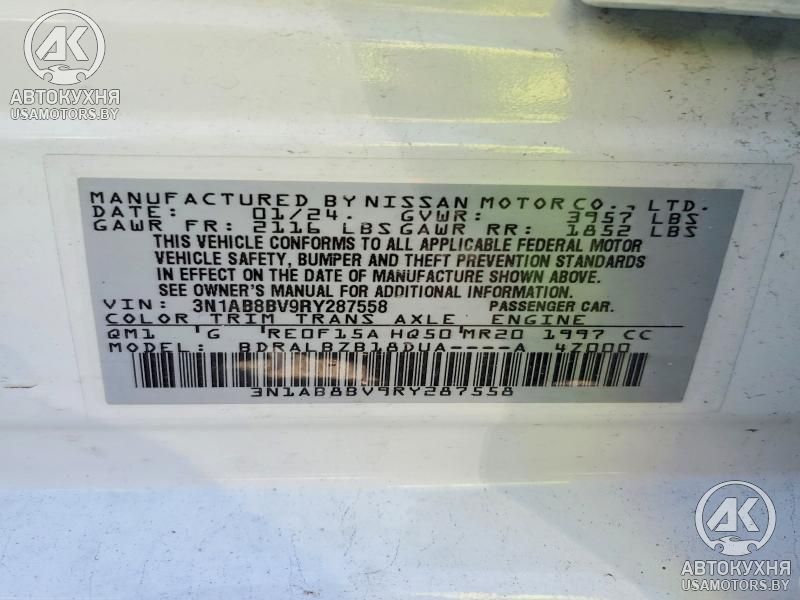 AK
АВТОКУХНЯ
USAMOTORS.BY
MANUFACTURED BY NISSAN MOTOR CO., LTD.
DATE: 01/24. GVWR: 3957 LBS
GAWR FR: 2116 LBS GAWR RR: 1852 LBS
THIS VEHICLE CONFORMS TO ALL APPLICABLE FEDERAL MOTOR
VEHICLE SAFETY, BUMPER AND THEFT PREVENTION STANDARDS
IN EFFECT ON THE DATE OF MANUFACTURE SHOWN ABOVE.
SEE OWNER'S MANUAL FOR ADDITIONAL INFORMATION.
VIN: 3N1AB8BV9RY287558 PASSENGER CAR.
COLOR TRIM TRANS AXLE ENGINE
QM1 G RE0F15A HQ50 MR20 1997 CC
MODEL: BDRALBZB18DUA----A 4Z000
3N1AB8BV9RY287558
AK
АВТОКУХНЯ
USAMOTORS.BY